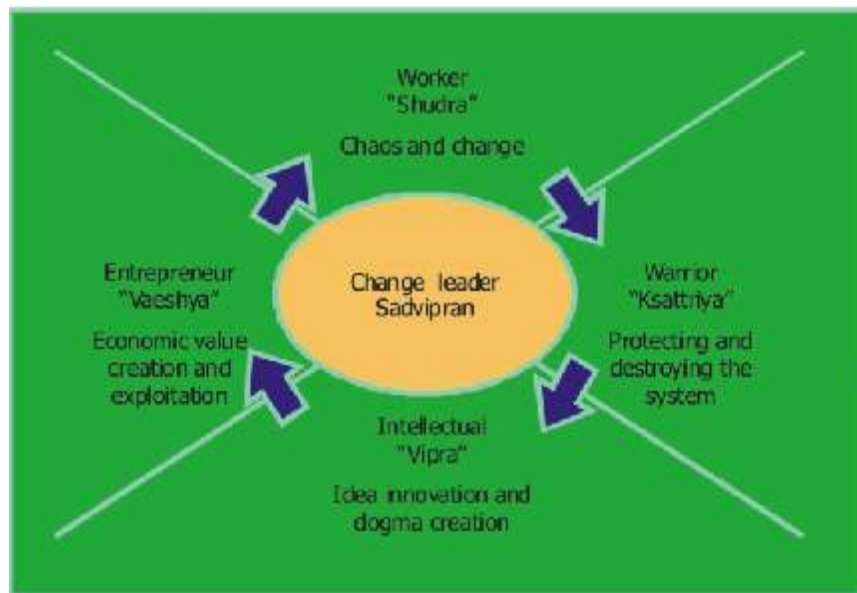 Worker
"Shudra"
Chaos and change
Entrepreneur
"Vaeshya"
Economic value
creation and
exploitation
Change leader
Sadvipran
Warrior
"Ksattriya"
Protecting and
destroying the
system
Intellectual
"Vipra"
Idea innovation and
dogma creation